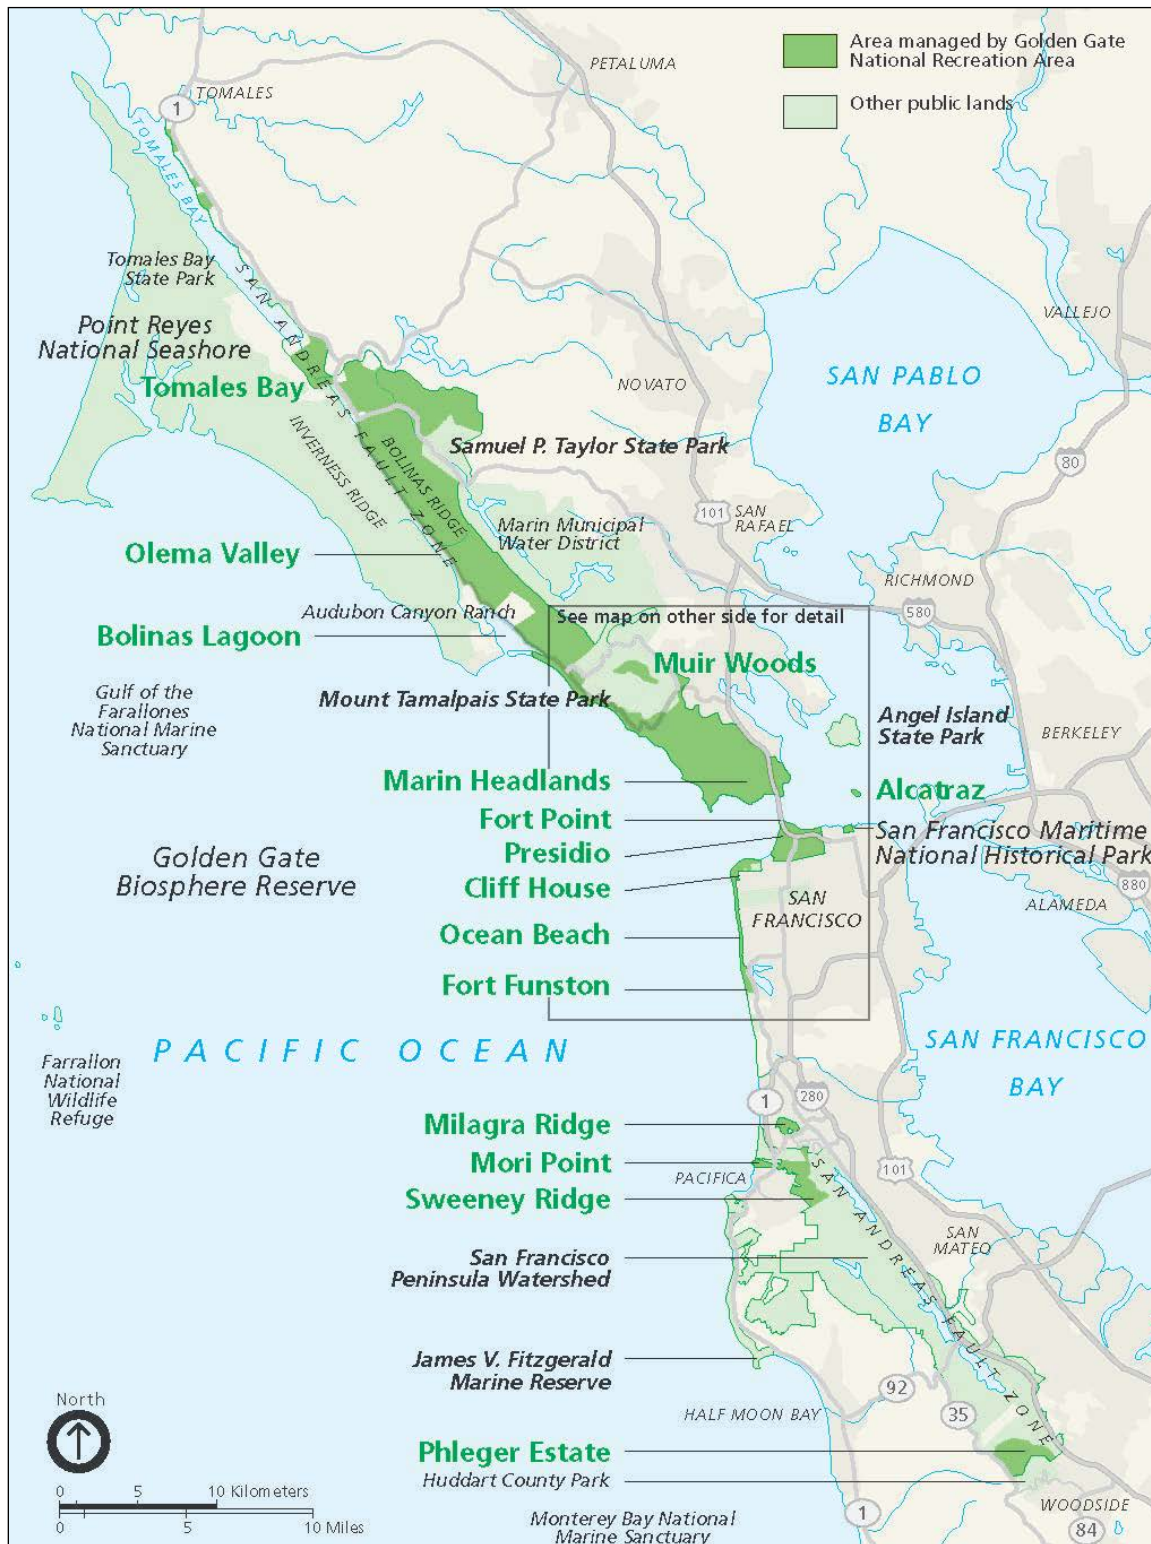 Area managed by Golden Gate
National Recreation Area
Other public lands
PETALUMA
TOMALES
1
TOMALES BAY
Tomales Bay
State Park
SAN ANDREAS FAULT ZONE
Point Reyes
National Seashore
Tomales Bay
VALLEJO
SAN PABLO
BAY
NOVATO
INVERNESS RIDGE
BOLINAS RIDGE
Samuel P. Taylor State Park
80
101
SAN
RAFAEL
Marin Municipal
Water District
Olema Valley
RICHMOND
580
Audubon Canyon Ranch
See map on other side for detail
Bolinas Lagoon
Muir Woods
Gulf of the
Farallones
National Marine
Sanctuary
Mount Tamalpais State Park
Angel Island
State Park
BERKELEY
Marin Headlands
Alcatraz
Fort Point
San Francisco Maritime
National Historical Park
Presidio
Golden Gate
Biosphere Reserve
Cliff House
880
SAN
FRANCISCO
ALAMEDA
Ocean Beach
Fort Funston
PACIFIC OCEAN
SAN FRANCISCO
BAY
Farrallon
National
Wildlife
Refuge
1
280
Milagra Ridge
Mori Point
101
PACIFICA
Sweeney Ridge
SAN ANDREAS FAULT ZONE
SAN
MATEO
San Francisco
Peninsula Watershed
James V. Fitzgerald
Marine Reserve
92
35
HALF MOON BAY
North
Phleger Estate
Huddart County Park
0 5 10 Kilometers
0 5 10 Miles
Monterey Bay National
Marine Sanctuary
1
WOODSIDE
84